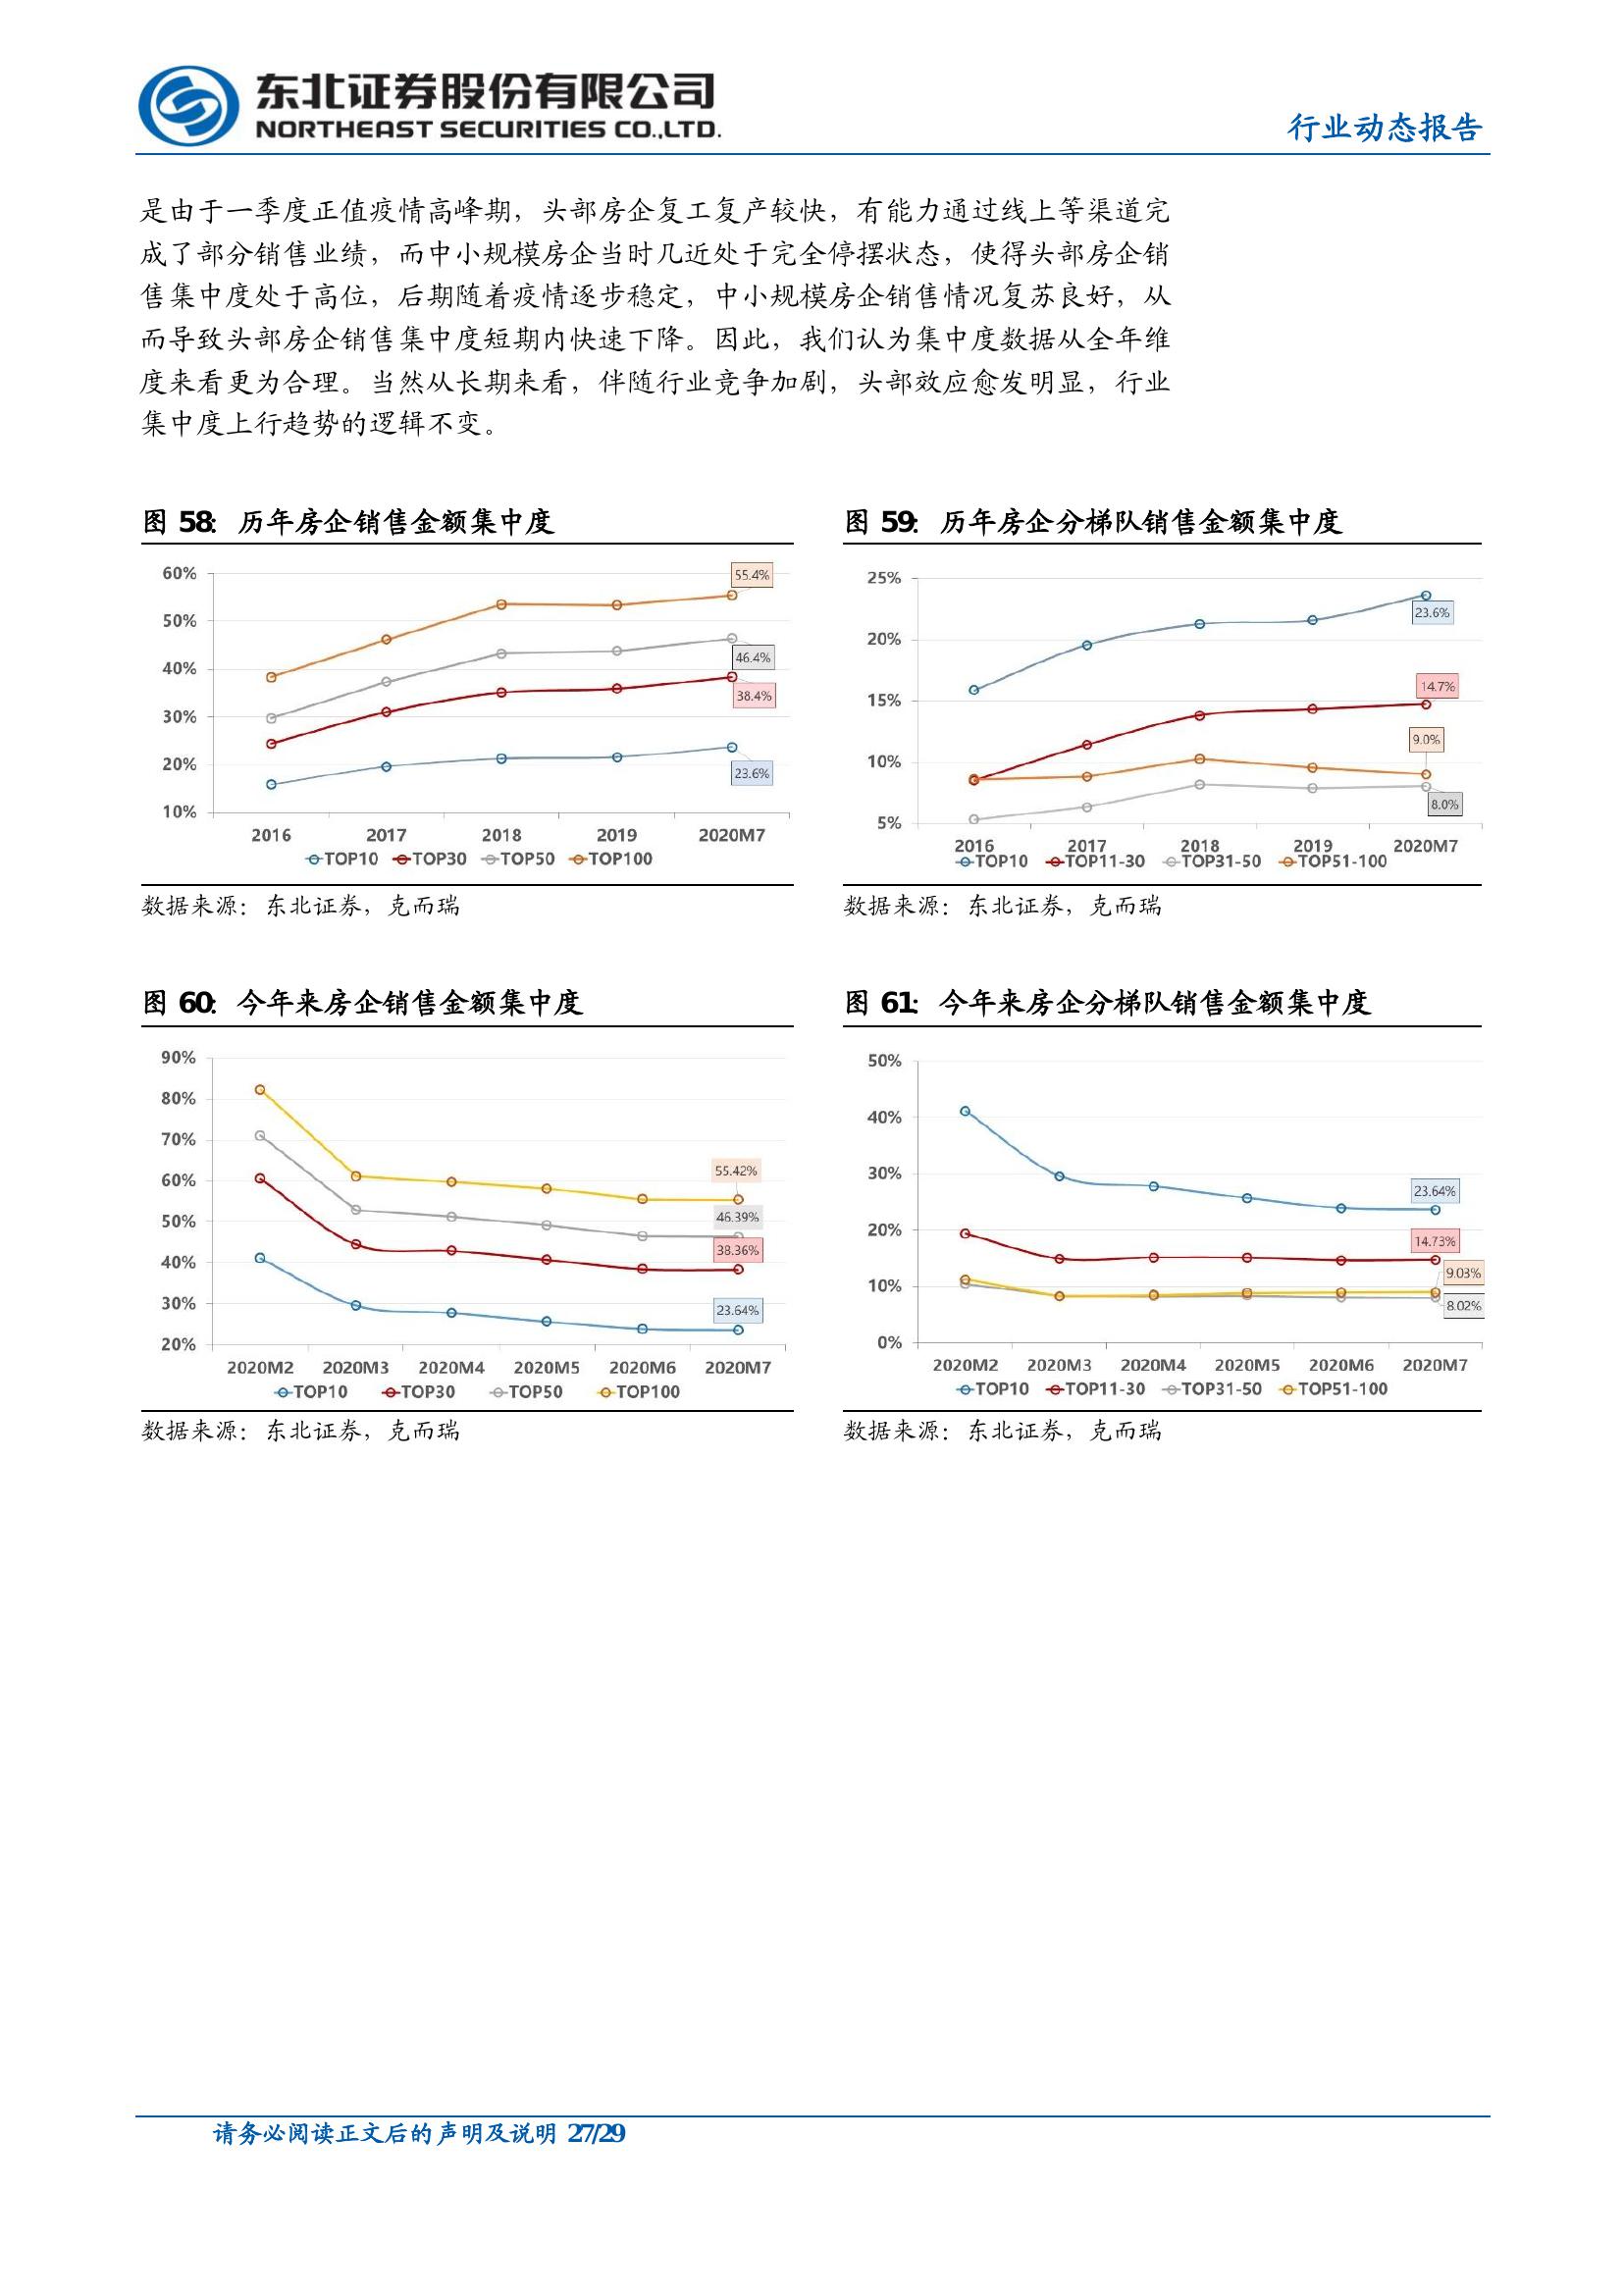 东北证券股份有限公司
NORTHEAST SECURITIES CO.,LTD.
行业动态报告
是由于一季度正值疫情高峰期，头部房企复工复产较快，有能力通过线上等渠道完
成了部分销售业绩，而中小规模房企当时几近处于完全停摆状态，使得头部房企销
售集中度处于高位，后期随着疫情逐步稳定，中小规模房企销售情况复苏良好，从
而导致头部房企销售集中度短期内快速下降。因此，我们认为集中度数据从全年维
度来看更为合理。当然从长期来看，伴随行业竞争加剧，头部效应愈发明显，行业
集中度上行趋势的逻辑不变。
图 58：历年房企销售金额集中度
60%
50%
40%
30%
20%
10%
55.4%
46.4%
38.4%
23.6%
2016 2017 2018 2019 2020M7
TOP10 TOP30 TOP50 TOP100
数据来源：东北证券，克而瑞
图 59：历年房企分梯队销售金额集中度
25%
20%
15%
10%
5%
23.6%
14.7%
9.0%
8.0%
2016 2017 2018 2019 2020M7
TOP10 TOP11-30 TOP31-50 TOP51-100
数据来源：东北证券，克而瑞
图 60：今年来房企销售金额集中度
90%
80%
70%
60%
50%
40%
30%
20%
55.42%
46.39%
38.36%
23.64%
2020M2 2020M3 2020M4 2020M5 2020M6 2020M7
TOP10 TOP30 TOP50 TOP100
数据来源：东北证券，克而瑞
图 61：今年来房企分梯队销售金额集中度
50%
40%
30%
20%
10%
0%
23.64%
14.73%
9.03%
8.02%
2020M2 2020M3 2020M4 2020M5 2020M6 2020M7
TOP10 TOP11-30 TOP31-50 TOP51-100
数据来源：东北证券，克而瑞
请务必阅读正文后的声明及说明 27/29